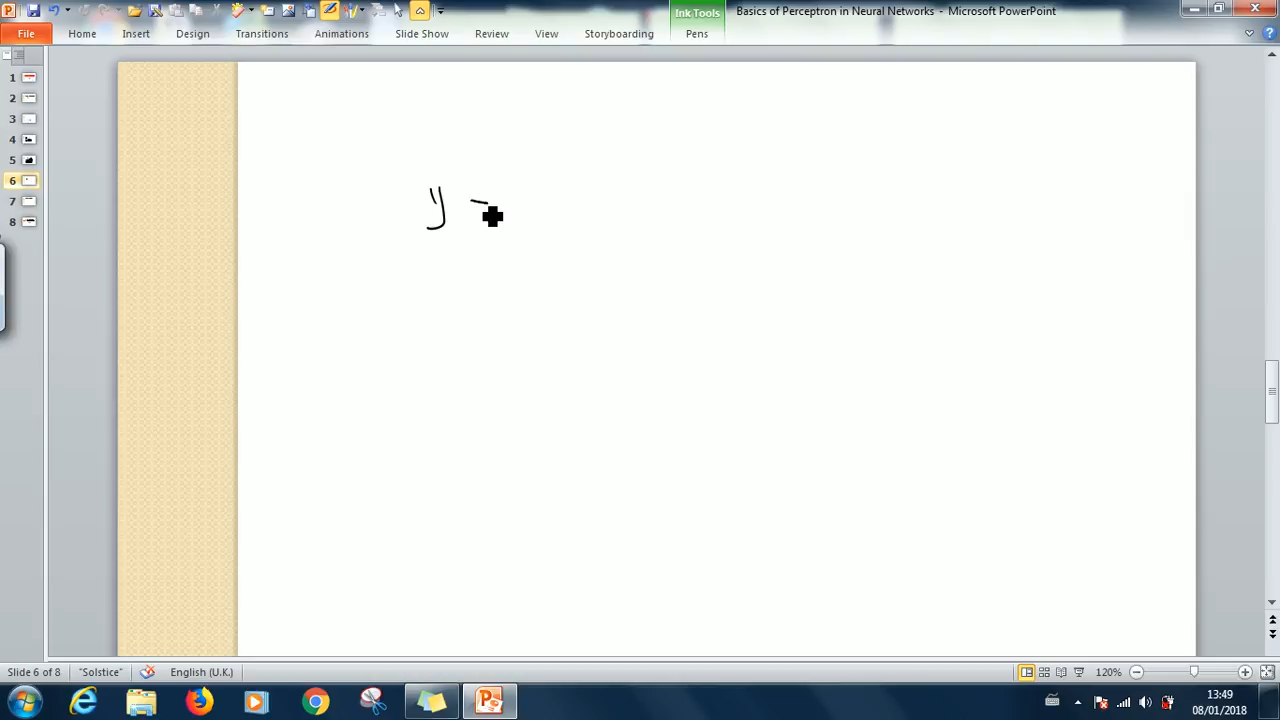 Ink Tools
Basics of Perceptron in Neural Networks - Microsoft PowerPoint
File Home Insert Design Transitions Animations Slide Show Review View Storyboarding Pens
1
2
3
4
5
6
7
8
y -
Slide 6 of 8 "Solstice" English (U.K.) 120%
13:49
08/01/2018